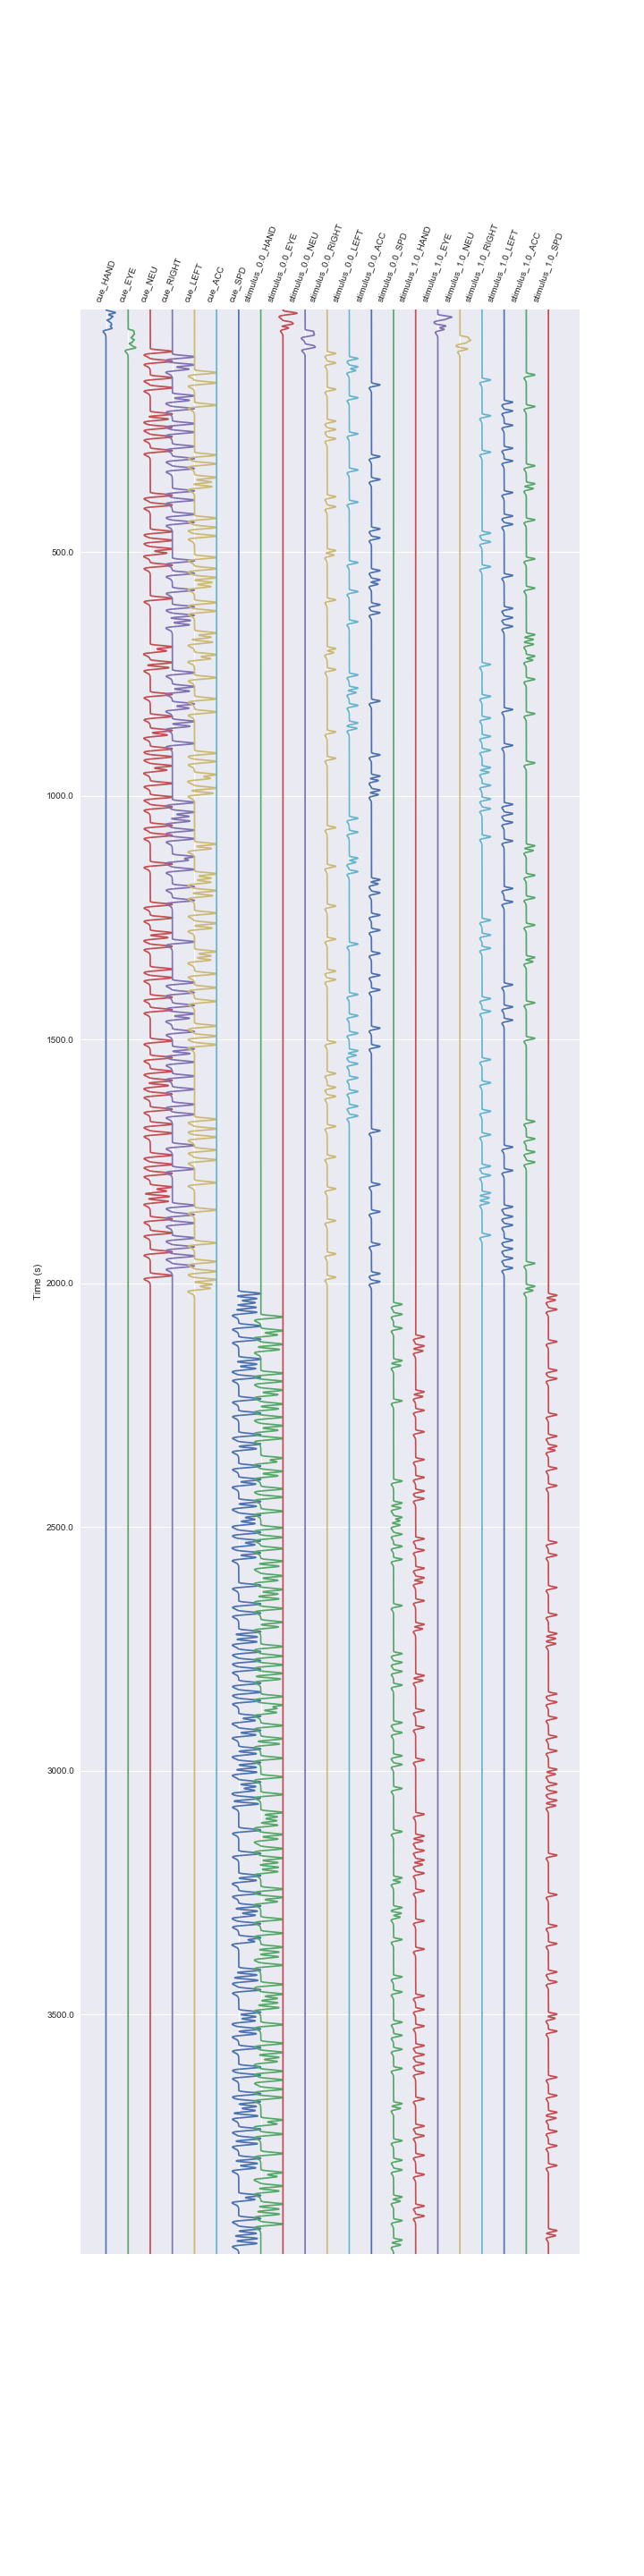 cue_HAND
cue_EYE
cue_NEU
cue_RIGHT
cue_LEFT
cue_ACC
cue_SPD
stimulus_0.0_HAND
stimulus_0.0_EYE
stimulus_0.0_NEU
stimulus_0.0_RIGHT
stimulus_0.0_LEFT
stimulus_0.0_ACC
stimulus_0.0_SPD
stimulus_1.0_HAND
stimulus_1.0_EYE
stimulus_1.0_NEU
stimulus_1.0_RIGHT
stimulus_1.0_LEFT
stimulus_1.0_ACC
stimulus_1.0_SPD
500.0
1000.0
1500.0
Time (s)
2000.0
2500.0
3000.0
3500.0